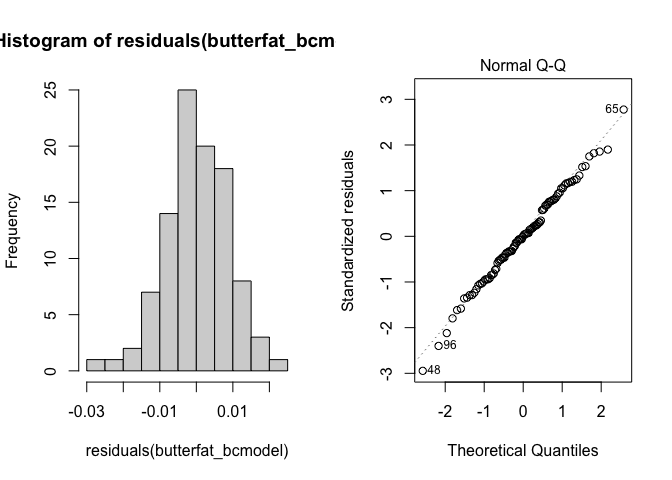 Histogram of residuals(butterfat_bcm
Frequency
25
20
15
10
5
0
-0.03 -0.01 0.01
residuals(butterfat_bcmodel)
Normal Q-Q
Standardized residuals
3
2
1
0
-1
-2
-3
65
96
48
-2 -1 0 1 2
Theoretical Quantiles